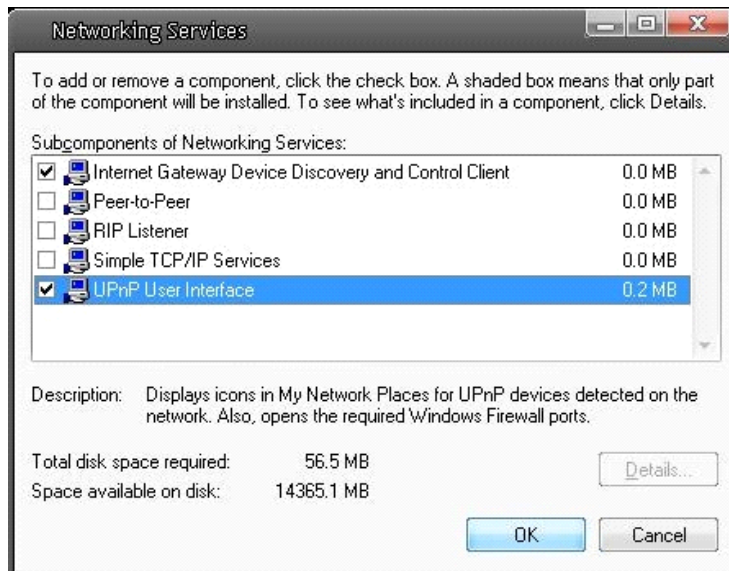 Networking Services
To add or remove a component, click the check box. A shaded box means that only part
of the component will be installed. To see what's included in a component, click Details.
Subcomponents of Networking Services:
Internet Gateway Device Discovery and Control Client 0.0 MB
Peer-to-Peer 0.0 MB
RIP Listener 0.0 MB
Simple TCP/IP Services 0.0 MB
UPnP User Interface 0.2 MB
Description: Displays icons in My Network Places for UPnP devices detected on the
network. Also, opens the required Windows Firewall ports.
Total disk space required: 56.5 MB
Space available on disk: 14365.1 MB
Details...
OK Cancel